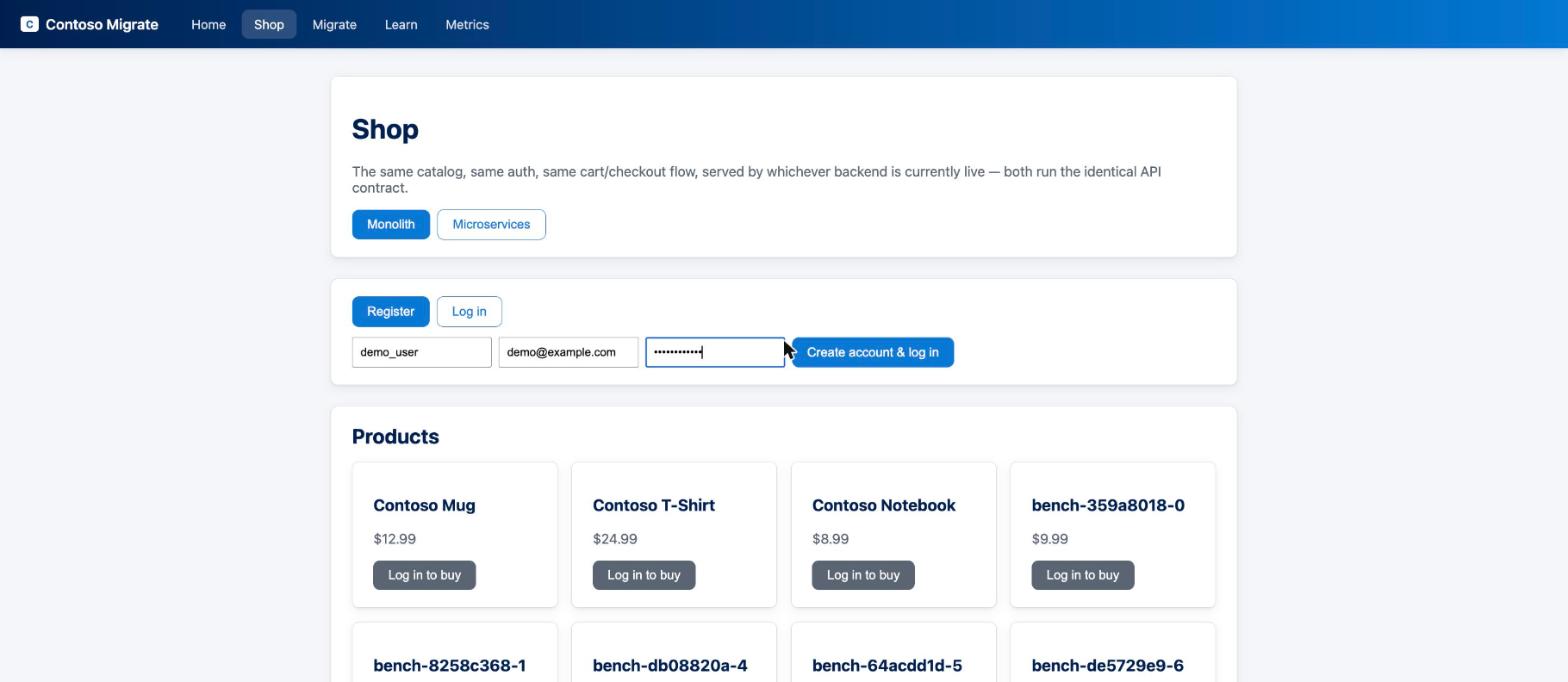 C Contoso Migrate Home Shop Migrate Learn Metrics
Shop
The same catalog, same auth, same cart/checkout flow, served by whichever backend is currently live — both run the identical API
contract.
Monolith Microservices
Register Log in
demo_user demo@example.com •••••••••••• Create account & log in
Products
Contoso Mug Contoso T-Shirt Contoso Notebook bench-359a8018-0
$12.99 $24.99 $8.99 $9.99
Log in to buy Log in to buy Log in to buy Log in to buy
bench-8258c368-1 bench-db08820a-4 bench-64acdd1d-5 bench-de5729e9-6